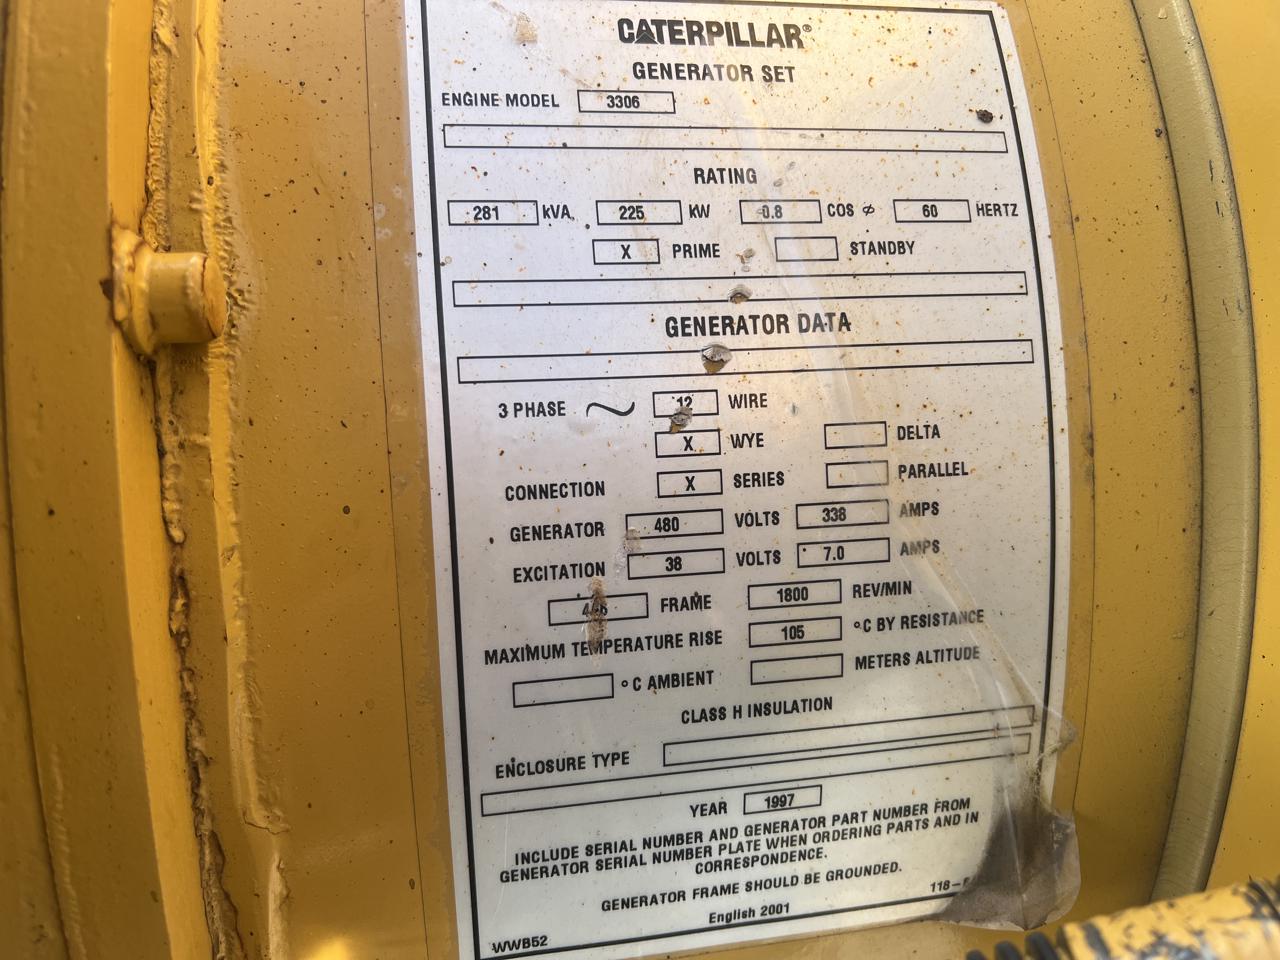 CATERPILLAR®
GENERATOR SET
ENGINE MODEL 3306
RATING
281 kVA 225 KW 0.8 COS ϕ 60 HERTZ
X PRIME STANDBY
GENERATOR DATA
3 PHASE ~ 12 WIRE
X WYE DELTA
CONNECTION X SERIES PARALLEL
GENERATOR 480 VOLTS 338 AMPS
EXCITATION 38 VOLTS 7.0 AMPS
FRAME 1800 REV/MIN
MAXIMUM TEMPERATURE RISE 105 °C BY RESISTANCE
°C AMBIENT METERS ALTITUDE
CLASS H INSULATION
ENCLOSURE TYPE
YEAR 1997
INCLUDE SERIAL NUMBER AND GENERATOR PART NUMBER FROM
GENERATOR SERIAL NUMBER PLATE WHEN ORDERING PARTS AND IN
CORRESPONDENCE.
GENERATOR FRAME SHOULD BE GROUNDED.
118-
English 2001
WWB52